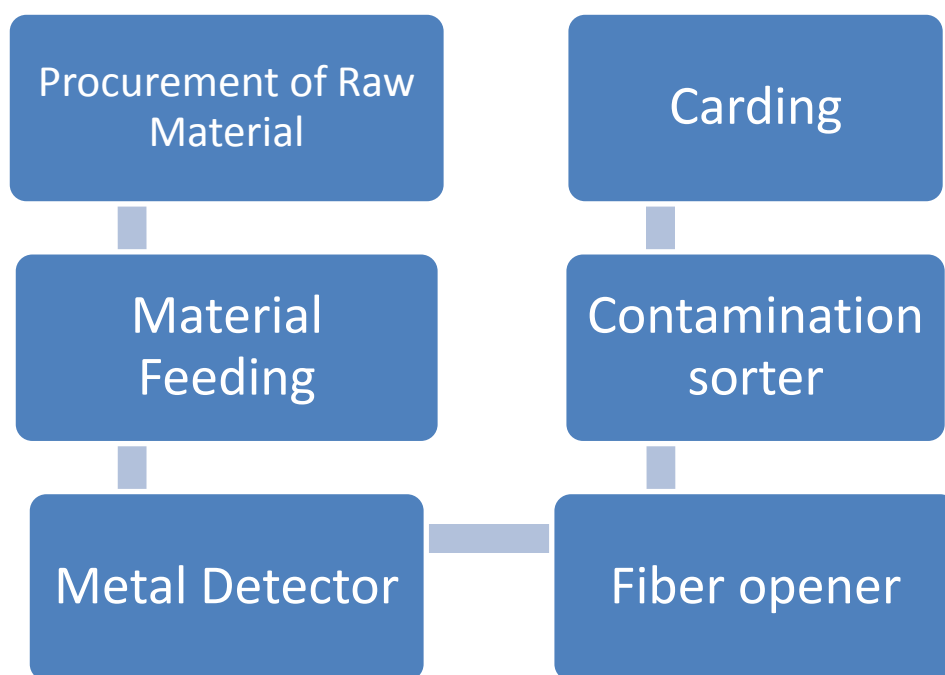 Procurement of Raw
Material
Material
Feeding
Metal Detector
Fiber opener
Contamination
sorter
Carding